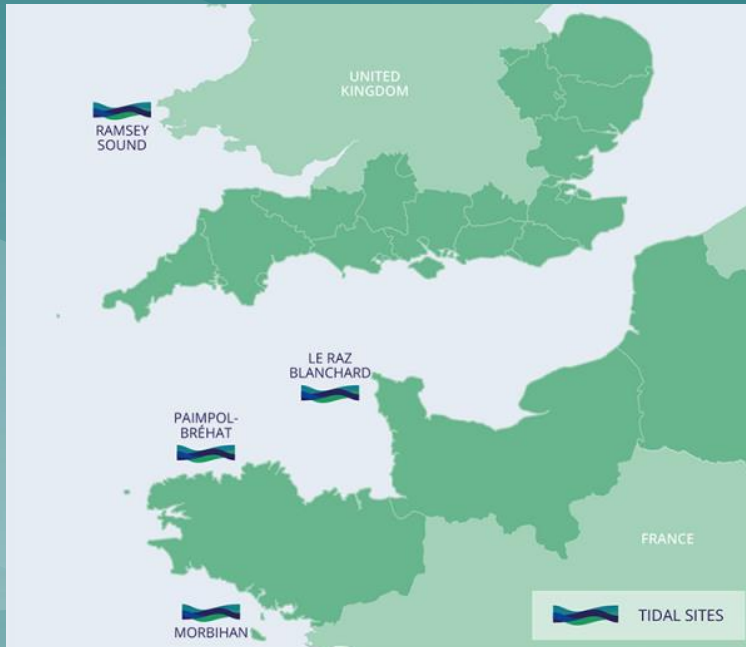 UNITED
KINGDOM
RAMSEY
SOUND
LE RAZ
BLANCHARD
PAIMPOL-
BRÉHAT
FRANCE
MORBIHAN
TIDAL SITES